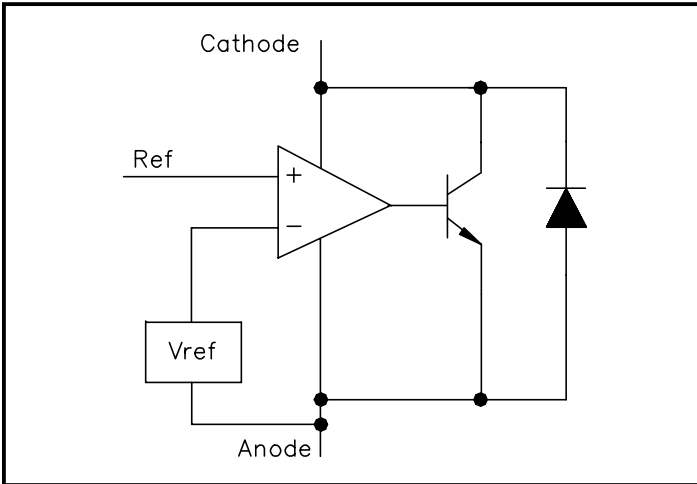 Cathode
Ref
+
−
Vref
Anode